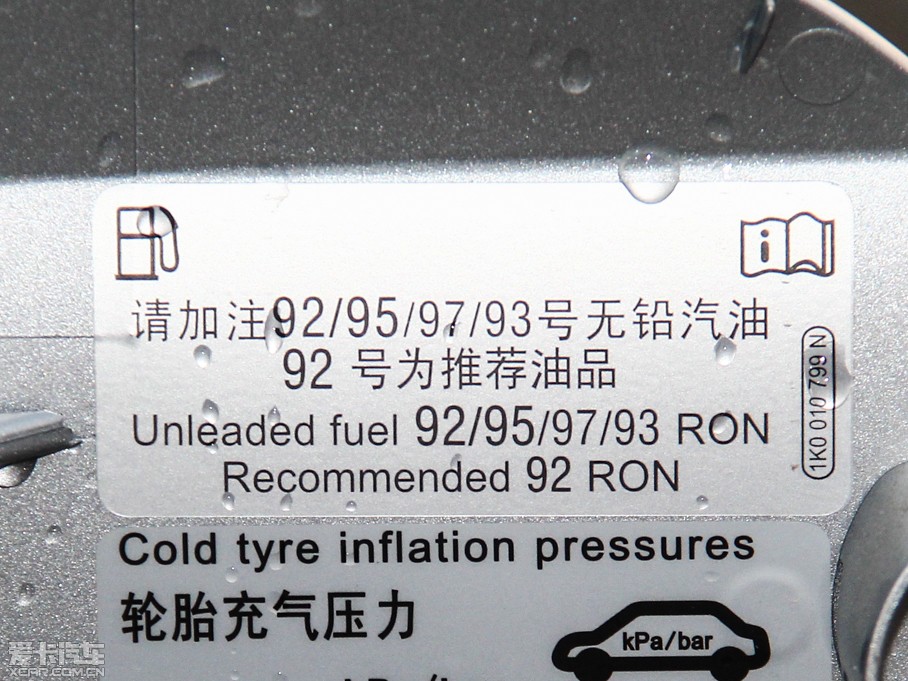 请加注92/95/97/93号无铅汽油
92 号为推荐油品
Unleaded fuel 92/95/97/93 RON
Recommended 92 RON
1K0 010 799 N
Cold tyre inflation pressures
轮胎充气压力
kPa/bar
爱卡汽车
XCAR.COM.CN